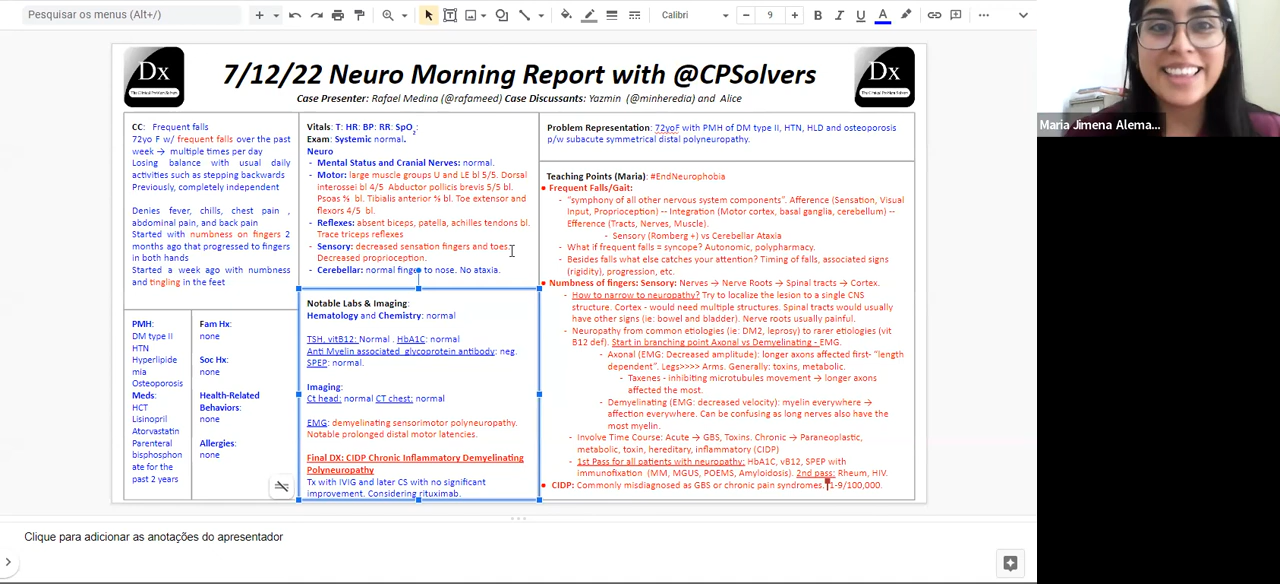 Pesquisar os menus (Alt+/)
Calibri
9
Dx
The Clinical Problem Solvers
7/12/22 Neuro Morning Report with @CPSolvers
Case Presenter: Rafael Medina (@rafameed) Case Discussants: Yazmin (@minheredia) and Alice
Dx
The Clinical Problem Solvers
CC: Frequent falls
72yo F w/ frequent falls over the past
week → multiple times per day
Losing balance with usual daily
activities such as stepping backwards
Previously, completely independent
Denies fever, chills, chest pain ,
abdominal pain, and back pain
Started with numbness on fingers 2
months ago that progressed to fingers
in both hands
Started a week ago with numbness
and tingling in the feet
PMH:
DM type II
HTN
Hyperlipide
mia
Osteoporosis
Meds:
HCT
Lisinopril
Atorvastatin
Parenteral
bisphosphon
ate for the
past 2 years
Fam Hx:
none
Soc Hx:
none
Health-Related
Behaviors:
none
Allergies:
none
Vitals: T: HR: BP: RR: SpO2:
Exam: Systemic normal.
Neuro
- Mental Status and Cranial Nerves: normal.
- Motor: large muscle groups U and LE bl 5/5. Dorsal
interossei bl 4/5 Abductor pollicis brevis 5/5 bl.
Psoas ⅘ bl. Tibialis anterior ⅘ bl. Toe extensor and
flexors 4/5 bl.
- Reflexes: absent biceps, patella, achilles tendons bl.
Trace triceps reflexes
- Sensory: decreased sensation fingers and toes.
Decreased proprioception.
- Cerebellar: normal finger to nose. No ataxia.
Notable Labs & Imaging:
Hematology and Chemistry: normal
TSH, vitB12: Normal . HbA1C: normal
Anti Myelin associated glycoprotein antibody: neg.
SPEP: normal.
Imaging:
Ct head: normal CT chest: normal
EMG: demyelinating sensorimotor polyneuropathy.
Notable prolonged distal motor latencies.
Final DX: CIDP Chronic Inflammatory Demyelinating
Polyneuropathy
Tx with IVIG and later CS with no significant
improvement. Considering rituximab.
Problem Representation: 72yoF with PMH of DM type II, HTN, HLD and osteoporosis
p/w subacute symmetrical distal polyneuropathy.
Teaching Points (Maria): #EndNeurophobia
● Frequent Falls/Gait:
- "symphony of all other nervous system components". Afference (Sensation, Visual
Input, Proprioception) -- Integration (Motor cortex, basal ganglia, cerebellum) --
Efference (Tracts, Nerves, Muscle).
- Sensory (Romberg +) vs Cerebellar Ataxia
- What if frequent falls = syncope? Autonomic, polypharmacy.
- Besides falls what else catches your attention? Timing of falls, associated signs
(rigidity), progression, etc.
● Numbness of fingers: Sensory: Nerves → Nerve Roots → Spinal tracts → Cortex.
- How to narrow to neuropathy? Try to localize the lesion to a single CNS
structure. Cortex - would need multiple structures. Spinal tracts would usually
have other signs (ie: bowel and bladder). Nerve roots usually painful.
- Neuropathy from common etiologies (ie: DM2, leprosy) to rarer etiologies (vit
B12 def). Start in branching point Axonal vs Demyelinating - EMG.
- Axonal (EMG: Decreased amplitude): longer axons affected first- "length
dependent". Legs>>>> Arms. Generally: toxins, metabolic.
- Taxenes - inhibiting microtubules movement → longer axons
affected the most.
- Demyelinating (EMG: decreased velocity): myelin everywhere →
affection everywhere. Can be confusing as long nerves also have the
most myelin.
- Involve Time Course: Acute → GBS, Toxins. Chronic → Paraneoplastic,
metabolic, toxin, hereditary, inflammatory (CIDP)
- 1st Pass for all patients with neuropathy: HbA1C, vB12, SPEP with
immunofixation (MM, MGUS, POEMS, Amyloidosis). 2nd pass: Rheum, HIV.
● CIDP: Commonly misdiagnosed as GBS or chronic pain syndromes. 1-9/100,000.
Clique para adicionar as anotações do apresentador
Maria Jimena Alema...